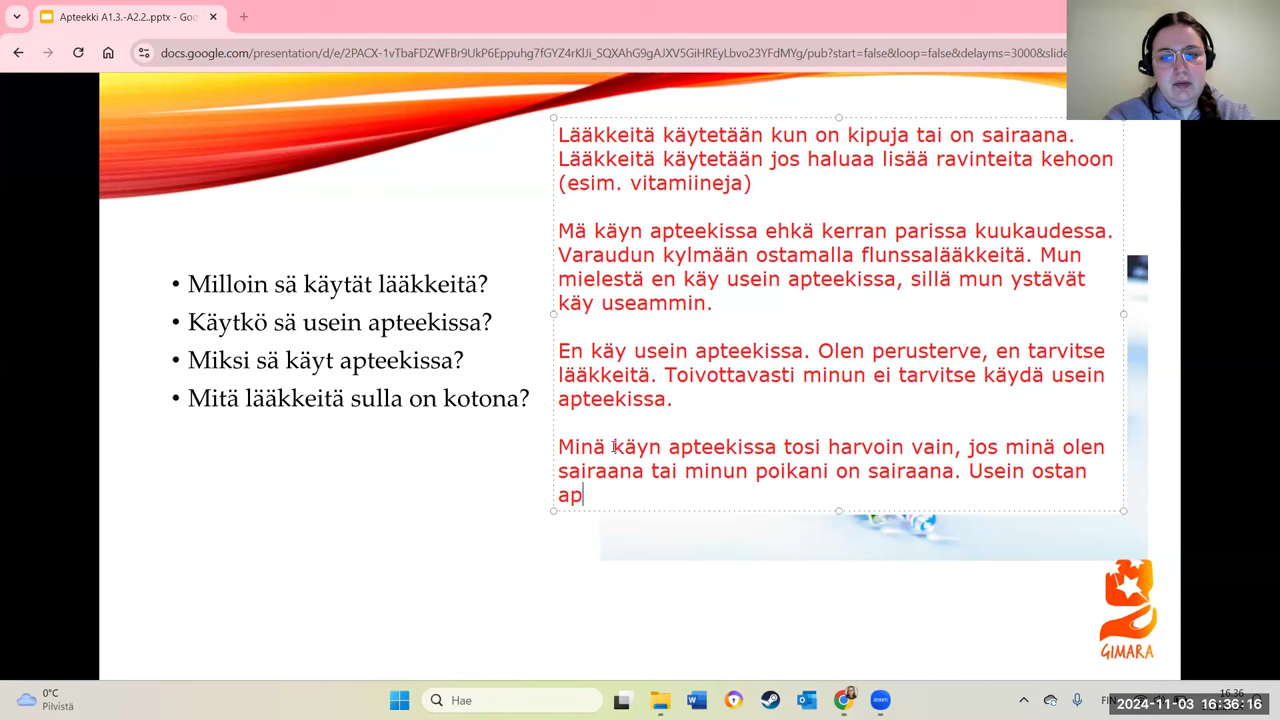 Apteekki A1.3.-A2.2.pptx - Goo
docs.google.com/presentation/d/e/2PACX-1vTbaFDZWFBr9UkP6Eppuhg7fGYZ4rKlJi_SQXAhG9gAJXV5GiHREyLbvo23YFdMYg/pub?start=false&loop=false&delayms=3000&slide
Lääkkeitä käytetään kun on kipuja tai on sairaana.
Lääkkeitä käytetään jos haluaa lisää ravinteita kehoon
(esim. vitamiineja)
Mä käyn apteekissa ehkä kerran parissa kuukaudessa.
Varaudun kylmään ostamalla flunssalääkkeitä. Mun
mielestä en käy usein apteekissa, sillä mun ystävät
käy useammin.
En käy usein apteekissa. Olen perusterve, en tarvitse
lääkkeitä. Toivottavasti minun ei tarvitse käydä usein
apteekissa.
Minä käyn apteekissa tosi harvoin vain, jos minä olen
sairaana tai minun poikani on sairaana. Usein ostan
ap
• Milloin sä käytät lääkkeitä?
• Käytkö sä usein apteekissa?
• Miksi sä käyt apteekissa?
• Mitä lääkkeitä sulla on kotona?
GIMARA
0°C
Pilvistä
Hae
FIN
16.36
2024-11-03 16:36:16